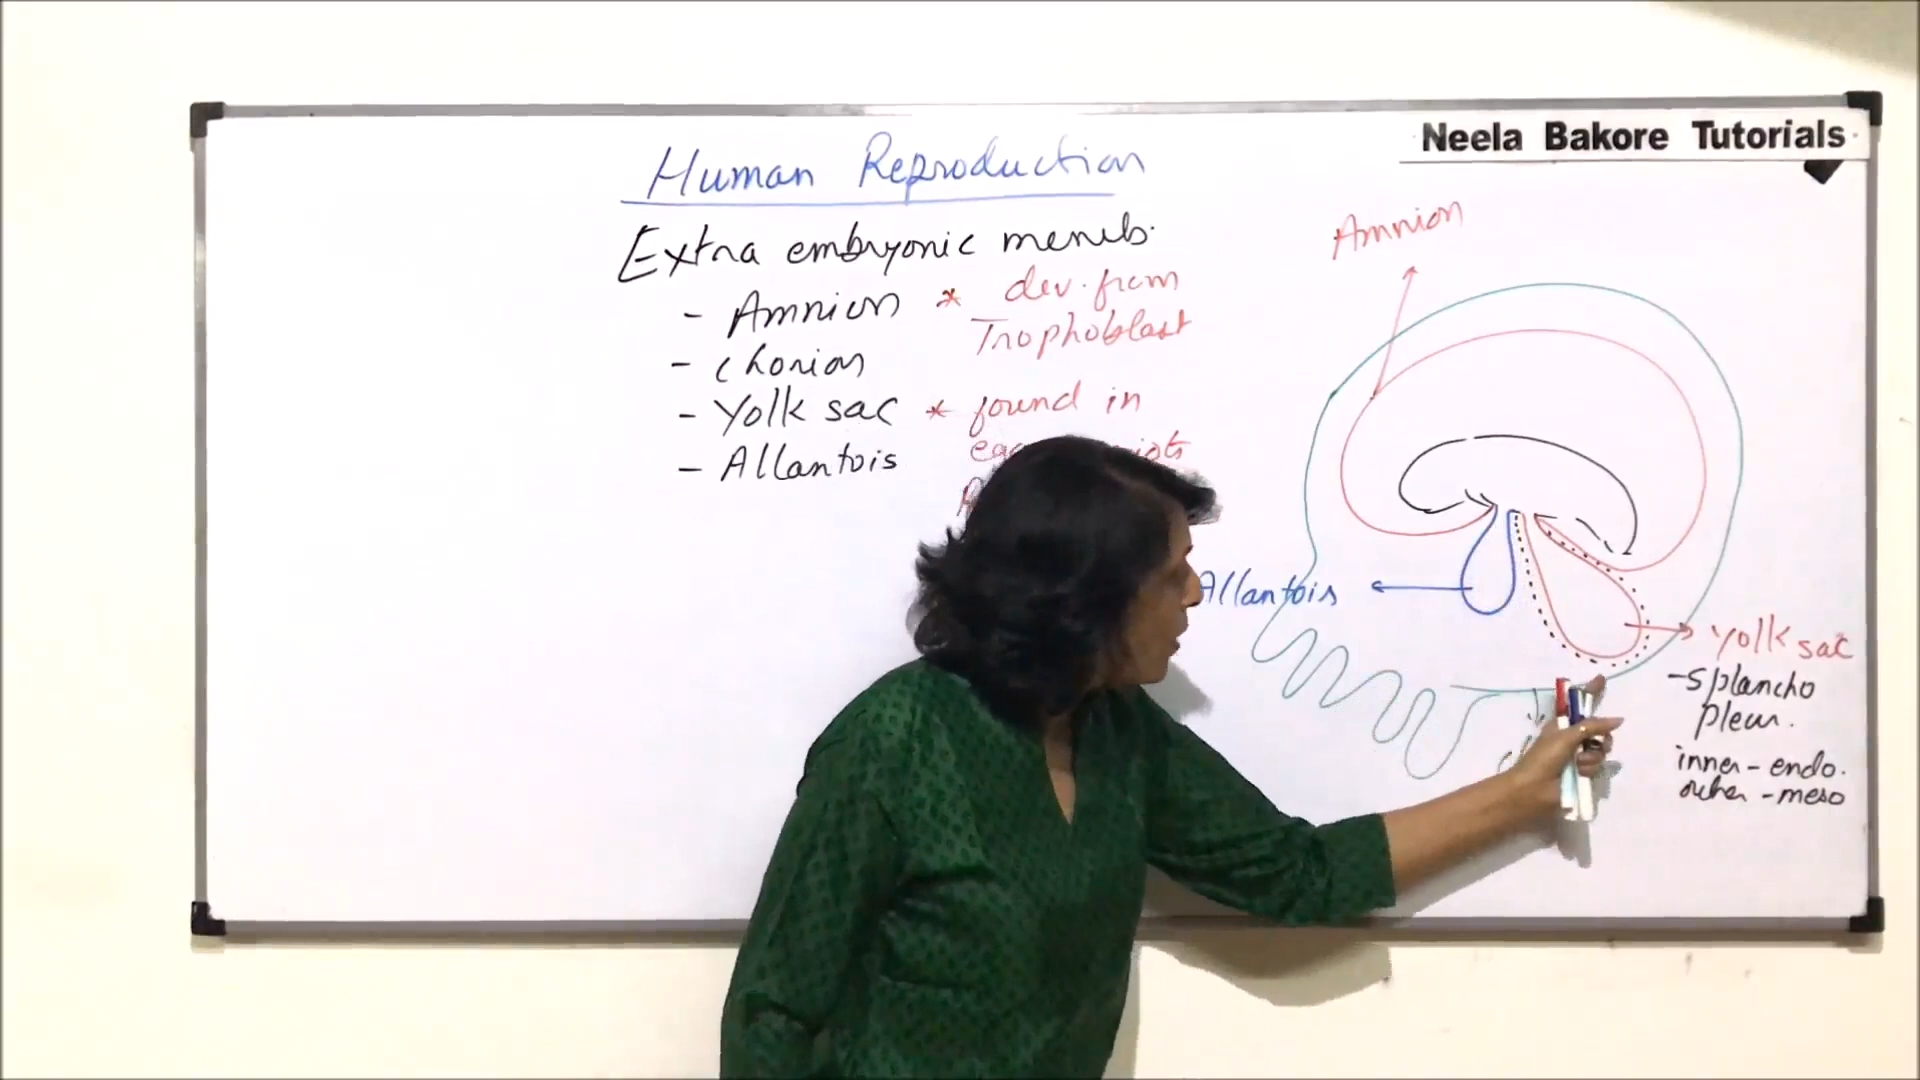 Neela Bakore Tutorials
Human Reproduction
Extra embryonic memb.
- Amnion * dev. from
Trophoblast
- chorion
- Yolk sac * found in
- Allantois
Amnion
Allantois
Yolk sac
- splancho
pleur.
inner - endo.
outer - meso